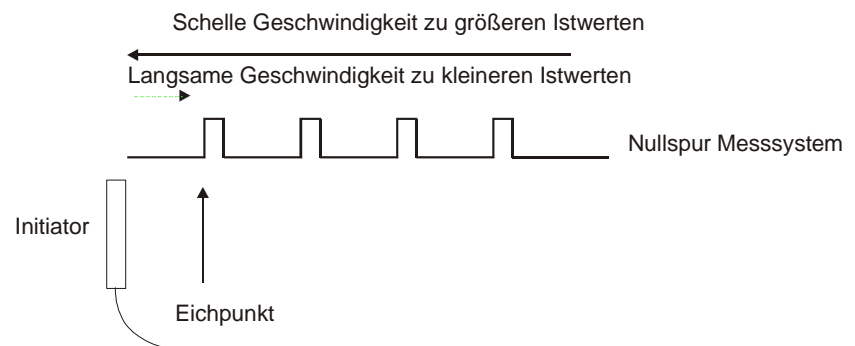 Schelle Geschwindigkeit zu größeren Istwerten
Langsame Geschwindigkeit zu kleineren Istwerten
Nullspur Messsystem
Initiator
Eichpunkt